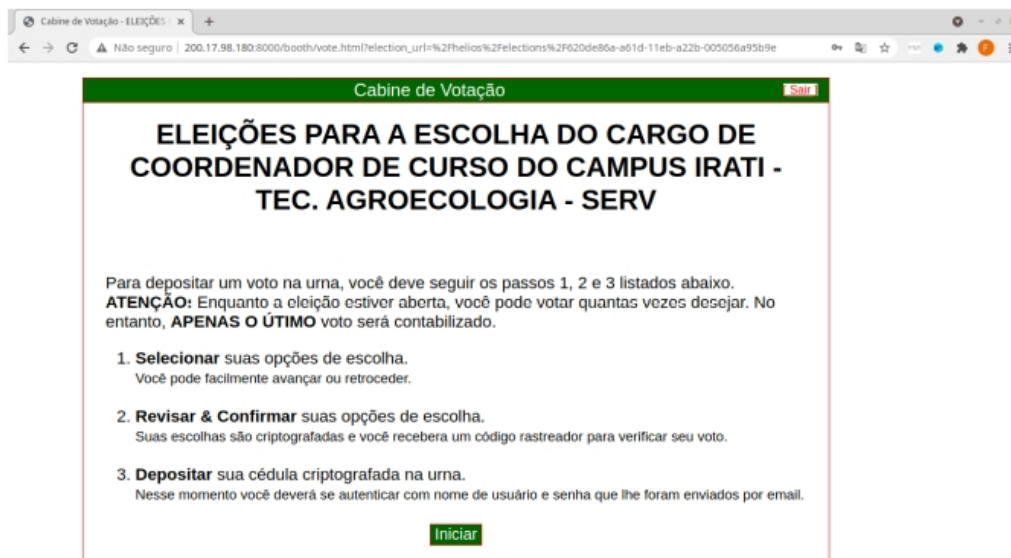 Cabine de Votação - ELEIÇÕES
Não seguro | 200.17.98.180:8000/booth/vote.html?election_url=%2Fhelios%2Felections%2F620de86a-a61d-11eb-a22b-005056a95b9e
Cabine de Votação
[ Sair ]
ELEIÇÕES PARA A ESCOLHA DO CARGO DE
COORDENADOR DE CURSO DO CAMPUS IRATI -
TEC. AGROECOLOGIA - SERV
Para depositar um voto na urna, você deve seguir os passos 1, 2 e 3 listados abaixo.
ATENÇÃO: Enquanto a eleição estiver aberta, você pode votar quantas vezes desejar. No
entanto, APENAS O ÚTIMO voto será contabilizado.
1. Selecionar suas opções de escolha.
Você pode facilmente avançar ou retroceder.
2. Revisar & Confirmar suas opções de escolha.
Suas escolhas são criptografadas e você recebera um código rastreador para verificar seu voto.
3. Depositar sua cédula criptografada na urna.
Nesse momento você deverá se autenticar com nome de usuário e senha que lhe foram enviados por email.
Iniciar